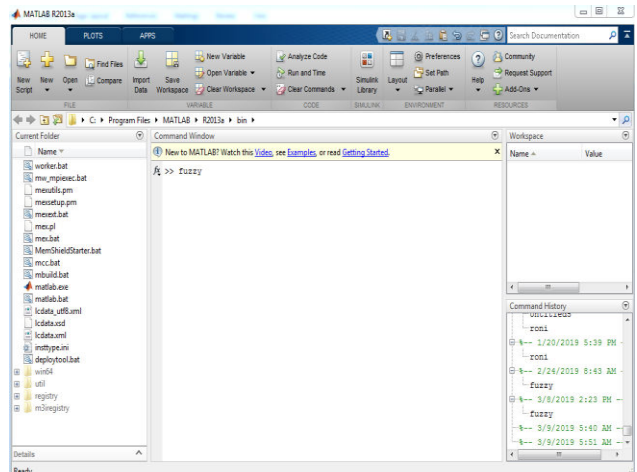 MATLAB R2013a
HOME PLOTS APPS
Search Documentation
New Script
New
Open
Find Files
Compare
Import Data
Save Workspace
New Variable
Open Variable
Clear Workspace
Analyze Code
Run and Time
Clear Commands
Simulink Library
Layout
Preferences
Set Path
Parallel
Help
Community
Request Support
Add-Ons
FILE VARIABLE CODE SIMULINK ENVIRONMENT RESOURCES
C: Program Files MATLAB R2013a bin
Current Folder
Name
worker.bat
mw_mpiexec.bat
mexutils.pm
mexsetup.pm
mexext.bat
mex.pl
mex.bat
MemShieldStarter.bat
mcc.bat
mbuild.bat
matlab.exe
matlab.bat
lcdata_utf8.xml
lcdata.xsd
lcdata.xml
insttype.ini
deploytool.bat
win64
util
registry
m3iregistry
Details
Ready
Command Window
New to MATLAB? Watch this Video, see Examples, or read Getting Started.
fx >> fuzzy
Workspace
Name Value
Command History
roni
%-- 1/20/2019 5:39 PM -
roni
%-- 2/24/2019 8:43 AM -
fuzzy
%-- 3/8/2019 2:23 PM --
fuzzy
%-- 3/9/2019 5:40 AM --
%-- 3/9/2019 5:51 AM --